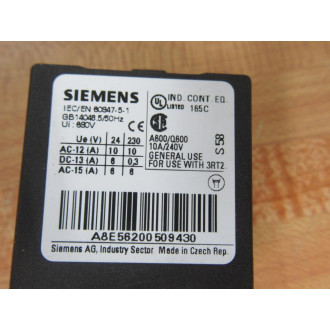 SIEMENS
IEC/EN 60947-5-1
GB14048.5/50Hz
Ui : 690V
Ue (V) 24 230
AC-12 (A) 10 10
DC-13 (A) 6 0,3
AC-15 (A) 6 6
UL LISTED
IND. CONT. EQ.
165C
A600/Q600
10A/240V
GENERAL USE
FOR USE WITH 3RT2.
A8E56200509430
Siemens AG, Industry Sector Made in Czech Rep.